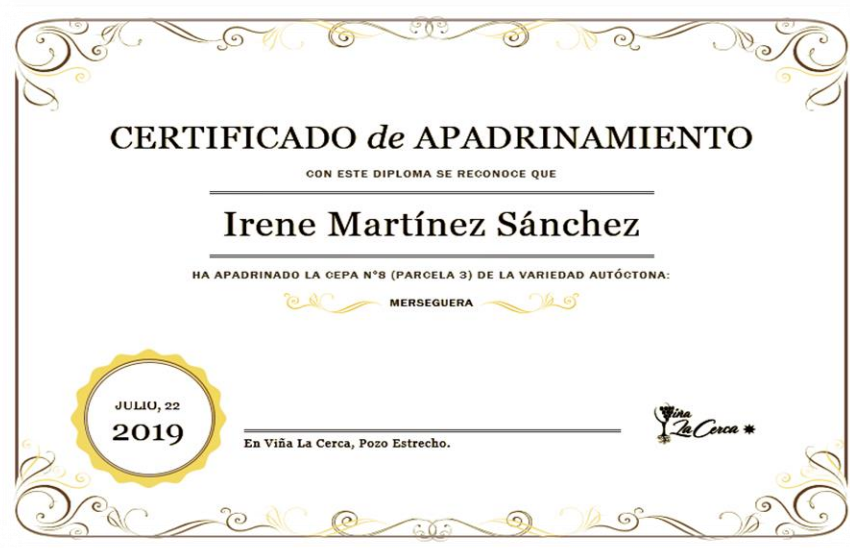 CERTIFICADO de APADRINAMIENTO
CON ESTE DIPLOMA SE RECONOCE QUE
Irene Martínez Sánchez
HA APADRINADO LA CEPA N°8 (PARCELA 3) DE LA VARIEDAD AUTÓCTONA:
MERSEGUERA
JULIO, 22
2019
En Viña La Cerca, Pozo Estrecho.
Viña
La Cerca